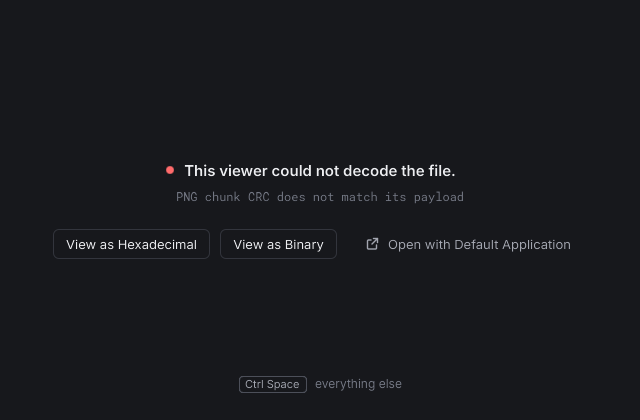 This viewer could not decode the file.
PNG chunk CRC does not match its payload
View as Hexadecimal View as Binary Open with Default Application
Ctrl Space everything else